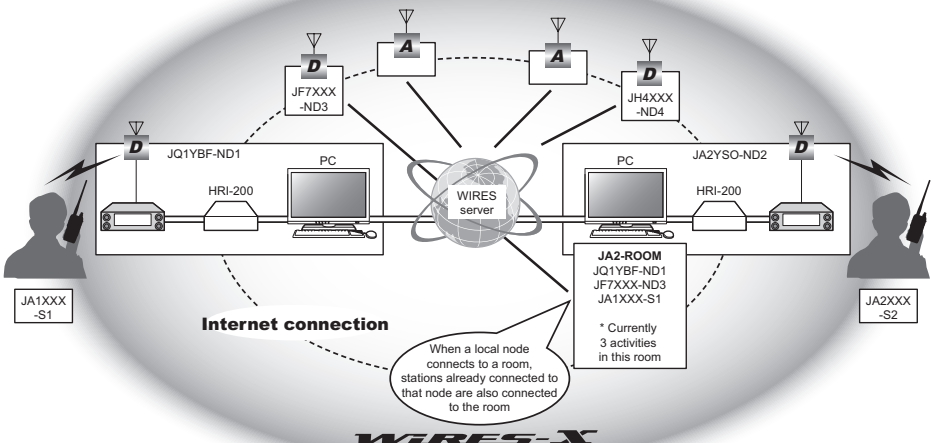 A
A
D
D
JF7XXX
-ND3
JH4XXX
-ND4
D
JQ1YBF-ND1
PC
HRI-200
WIRES
server
PC
JA2YSO-ND2
D
HRI-200
JA1XXX
-S1
JA2XXX
-S2
JA2-ROOM
JQ1YBF-ND1
JF7XXX-ND3
JA1XXX-S1
* Currently
3 activities
in this room
Internet connection
When a local node
connects to a room,
stations already connected to
that node are also connected
to the room
WIRES-X